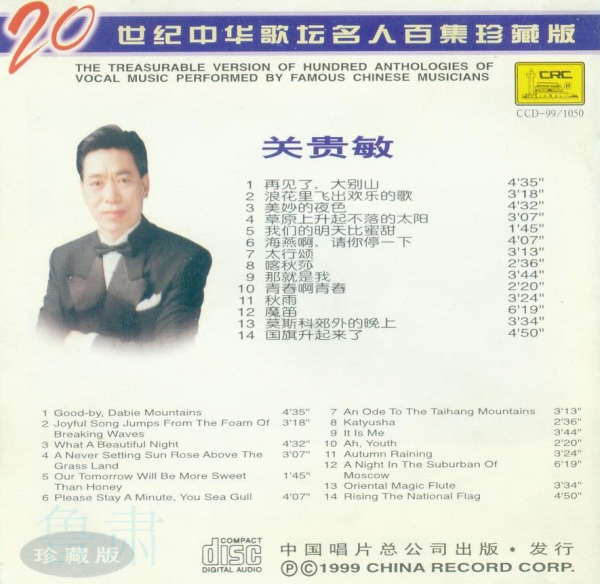 20 世纪中华歌坛名人百集珍藏版
THE TREASURABLE VERSION OF HUNDRED ANTHOLOGIES OF
VOCAL MUSIC PERFORMED BY FAMOUS CHINESE MUSICIANS
CRC
CCD-99/1050
关贵敏
1 再见了，大别山 4'35"
2 浪花里飞出欢乐的歌 3'18"
3 美妙的夜色 4'32"
4 草原上升起不落的太阳 3'07"
5 我们的明天比蜜甜 1'45"
6 海燕啊，请你停一下 4'07"
7 太行颂 3'13"
8 喀秋莎 2'36"
9 那就是我 3'44"
10 青春啊青春 2'20"
11 秋雨 3'24"
12 魔笛 6'19"
13 莫斯科郊外的晚上 3'34"
14 国旗升起来了 4'50"
1 Good-by, Dabie Mountains 4'35"
2 Joyful Song Jumps From The Foam Of 3'18"
Breaking Waves
3 What A Beautiful Night 4'32"
4 A Never Setting Sun Rose Above The 3'07"
Grass Land
5 Our Tomorrow Will Be More Sweet 1'45"
Than Honey
6 Please Stay A Minute, You Sea Gull 4'07"
7 An Ode To The Taihang Mountains 3'13"
8 Katyusha 2'36"
9 It Is Me 3'44"
10 Ah, Youth 2'20"
11 Autumn Raining 3'24"
12 A Night In The Suburban Of 6'19"
Moscow
13 Oriental Magic Flute 3'34"
14 Rising The National Flag 4'50"
鲁肃
珍藏版
COMPACT
disc
DIGITAL AUDIO
中国唱片总公司出版·发行
Ⓟ©1999 CHINA RECORD CORP.